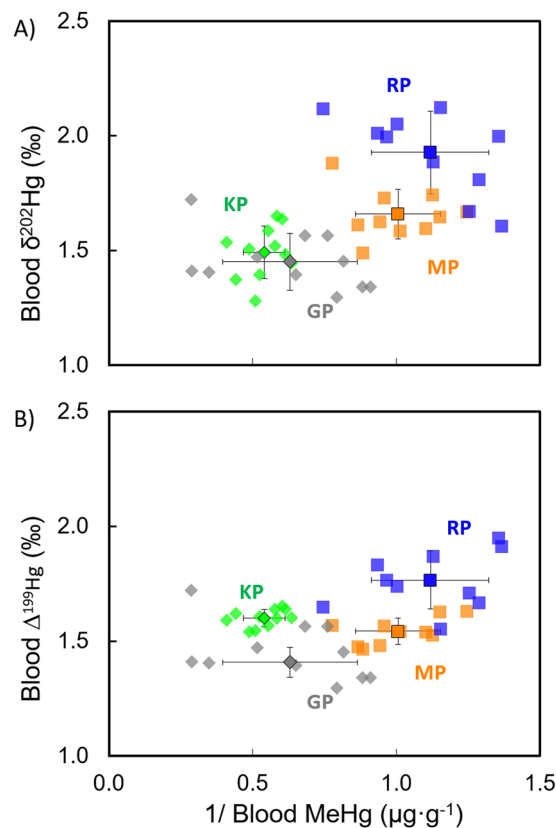 A)
2.5
2.0
1.5
1.0
Blood δ²⁰²Hg (‰)
RP
KP
MP
GP
B)
2.5
2.0
1.5
1.0
Blood Δ¹⁹⁹Hg (‰)
RP
KP
MP
GP
0.0 0.5 1.0 1.5
1/ Blood MeHg (µg·g⁻¹)